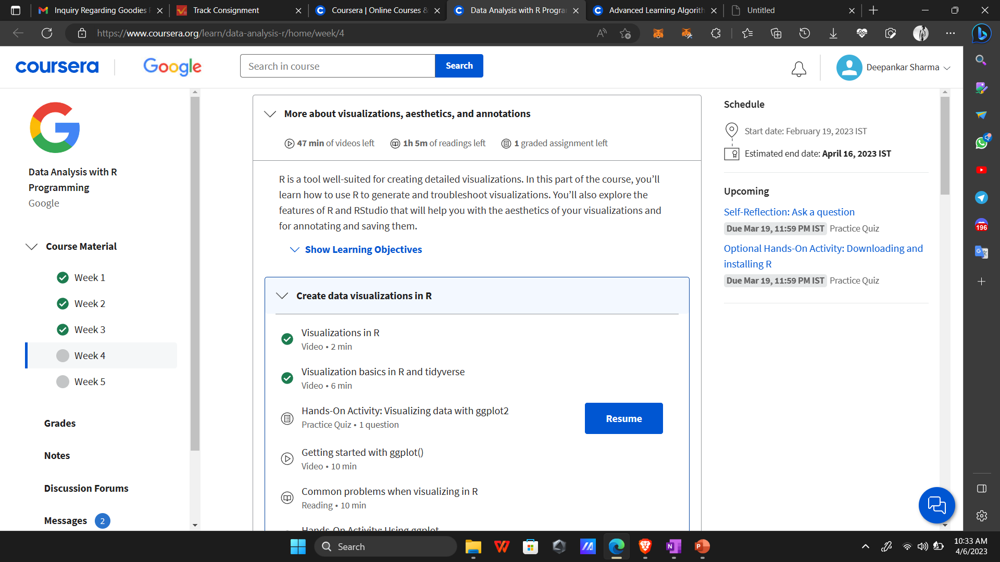 Inquiry Regarding Goodies
Track Consignment
Coursera | Online Courses &
Data Analysis with R Progra
Advanced Learning Algorith
Untitled
https://www.coursera.org/learn/data-analysis-r/home/week/4
coursera
Google
Search in course
Search
Deepankar Sharma
Data Analysis with R
Programming
Google
Course Material
Week 1
Week 2
Week 3
Week 4
Week 5
Grades
Notes
Discussion Forums
Messages 2
More about visualizations, aesthetics, and annotations
47 min of videos left
1h 5m of readings left
1 graded assignment left
R is a tool well-suited for creating detailed visualizations. In this part of the course, you’ll
learn how to use R to generate and troubleshoot visualizations. You’ll also explore the
features of R and RStudio that will help you with the aesthetics of your visualizations and
for annotating and saving them.
Show Learning Objectives
Create data visualizations in R
Visualizations in R
Video • 2 min
Visualization basics in R and tidyverse
Video • 6 min
Hands-On Activity: Visualizing data with ggplot2
Practice Quiz • 1 question
Resume
Getting started with ggplot()
Video • 10 min
Common problems when visualizing in R
Reading • 10 min
Hands-On Activity: Using ggplot
Schedule
Start date: February 19, 2023 IST
Estimated end date: April 16, 2023 IST
Upcoming
Self-Reflection: Ask a question
Due Mar 19, 11:59 PM IST Practice Quiz
Optional Hands-On Activity: Downloading and
installing R
Due Mar 19, 11:59 PM IST Practice Quiz
196
Search
10:33 AM
4/6/2023